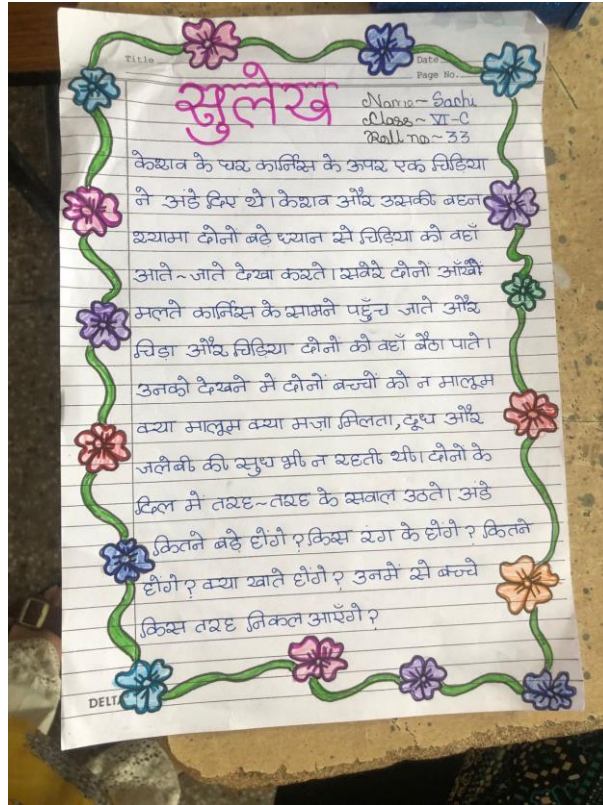 Title
Date
Page No.
सुलेख
Name ~ Sachi
Class ~ VI-C
Roll no ~ 33
केशव के घर कार्निस के ऊपर एक चिडिया
ने अंडे दिए थे। केशव और उसकी बहन
श्यामा दोनो बडे ध्यान से चिड़िया को वहाँ
आते ~ जाते देखा करते। सवेरे दोनों आँखें
मलते कार्निस के सामने पहुँच जाते और
चिडा और चिड़िया दोनों को वहाँ बैठा पाते।
उनको देखने मे दोनों बच्चों को न मालूम
क्या मालूम क्या मज़ा मिलता, दूध और
जलेबी की सुध भी न रहती थी। दोनों के
दिल में तरह ~ तरह के सवाल उठते। अंडे
कितने बड़े होंगे ? किस रंग के होंगे ? कितने
होंगे ? क्या खाते होंगे ? उनमें से बच्चे
किस तरह निकल आएँगे ?
DELTA